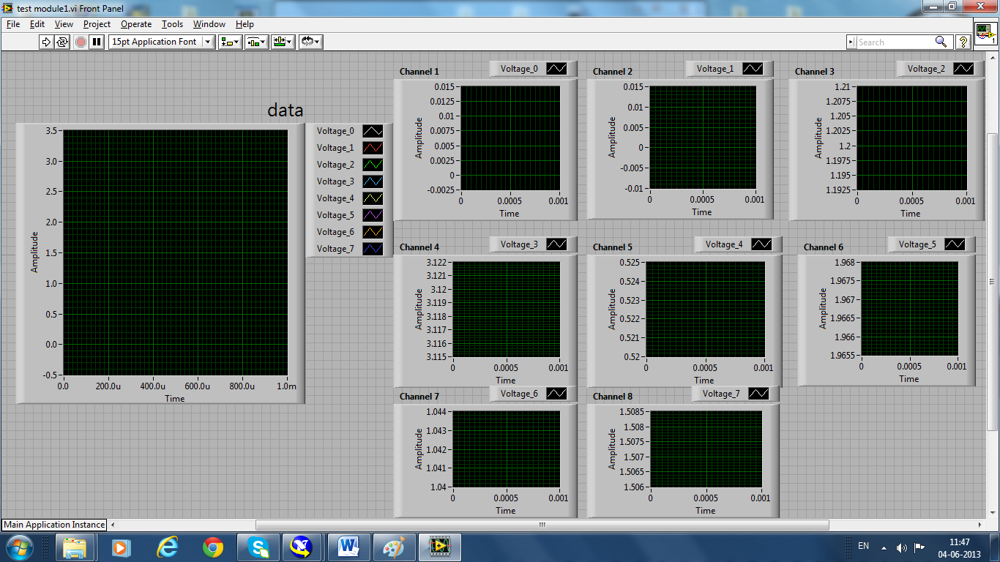 test module1.vi Front Panel
File Edit View Project Operate Tools Window Help
15pt Application Font
Search
?
1
data
3.5
3.0
2.5
2.0
1.5
1.0
0.5
0.0
-0.5
Amplitude
0.0 200.0u 400.0u 600.0u 800.0u 1.0m
Time
Voltage_0
Voltage_1
Voltage_2
Voltage_3
Voltage_4
Voltage_5
Voltage_6
Voltage_7
Channel 1
Voltage_0
0.015
0.0125
0.01
0.0075
0.005
0.0025
0
-0.0025
Amplitude
0 0.0005 0.001
Time
Channel 2
Voltage_1
0.015
0.01
0.005
0
-0.005
-0.01
Amplitude
0 0.0005 0.001
Time
Channel 3
Voltage_2
1.21
1.2075
1.205
1.2025
1.2
1.1975
1.195
1.1925
Amplitude
0 0.0005 0.001
Time
Channel 4
Voltage_3
3.122
3.121
3.12
3.119
3.118
3.117
3.116
3.115
Amplitude
0 0.0005 0.001
Time
Channel 5
Voltage_4
0.525
0.524
0.523
0.522
0.521
0.52
Amplitude
0 0.0005 0.001
Time
Channel 6
Voltage_5
1.968
1.9675
1.967
1.9665
1.966
1.9655
Amplitude
0 0.0005 0.001
Time
Channel 7
Voltage_6
1.044
1.043
1.042
1.041
1.04
Amplitude
0 0.0005 0.001
Time
Channel 8
Voltage_7
1.5085
1.508
1.5075
1.507
1.5065
1.506
Amplitude
0 0.0005 0.001
Time
Main Application Instance
EN
11:47
04-06-2013